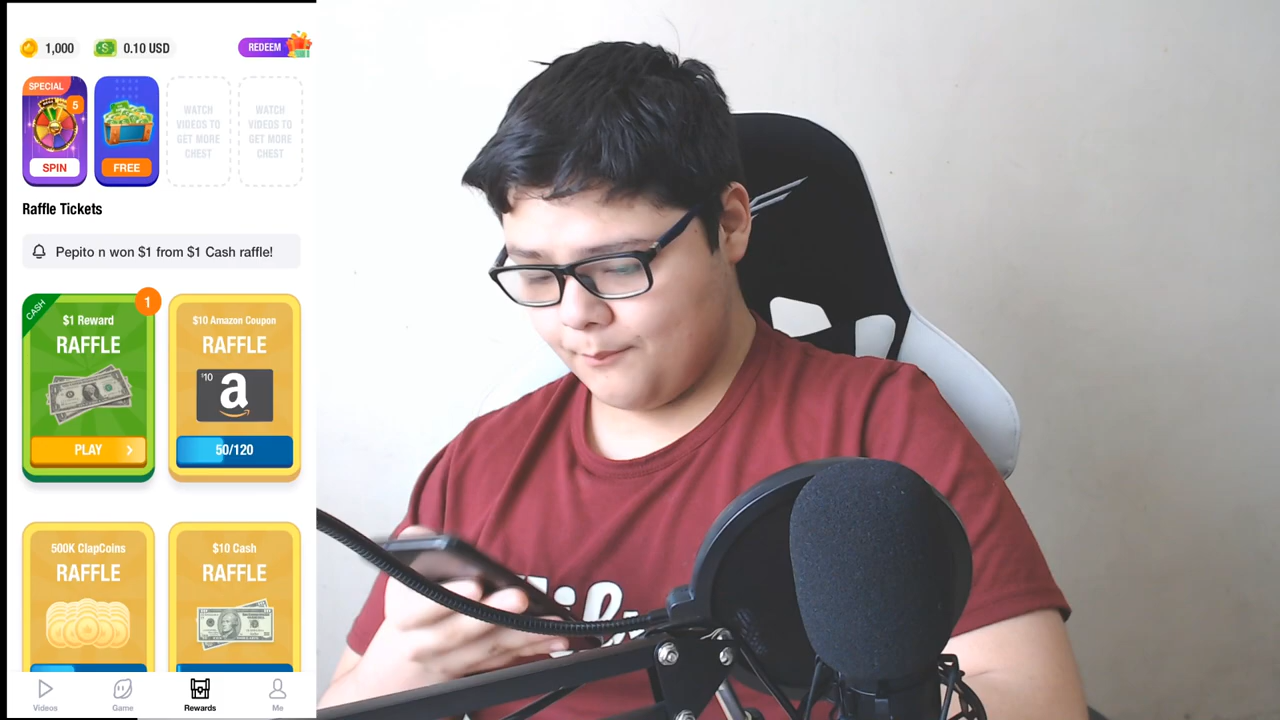 1,000
0.10 USD
REDEEM
SPECIAL
5
SPIN
FREE
WATCH
VIDEOS TO
GET MORE
CHEST
WATCH
VIDEOS TO
GET MORE
CHEST
Raffle Tickets
Pepito n won $1 from $1 Cash raffle!
CASH
1
$1 Reward
RAFFLE
PLAY
$10 Amazon Coupon
RAFFLE
$10
a
50/120
500K ClapCoins
RAFFLE
$10 Cash
RAFFLE
Videos
Game
Rewards
Me